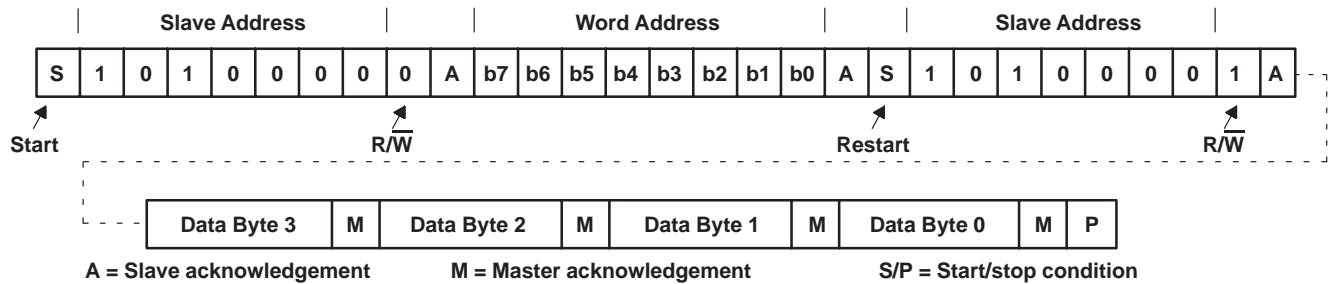 Slave Address Word Address Slave Address
S 1 0 1 0 0 0 0 0 A b7 b6 b5 b4 b3 b2 b1 b0 A S 1 0 1 0 0 0 0 1 A
Start R/W̅ Restart R/W̅
Data Byte 3 M Data Byte 2 M Data Byte 1 M Data Byte 0 M P
A = Slave acknowledgement M = Master acknowledgement S/P = Start/stop condition